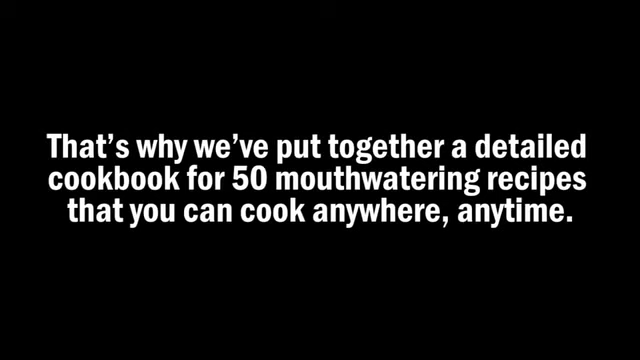 That’s why we’ve put together a detailed
cookbook for 50 mouthwatering recipes
that you can cook anywhere, anytime.